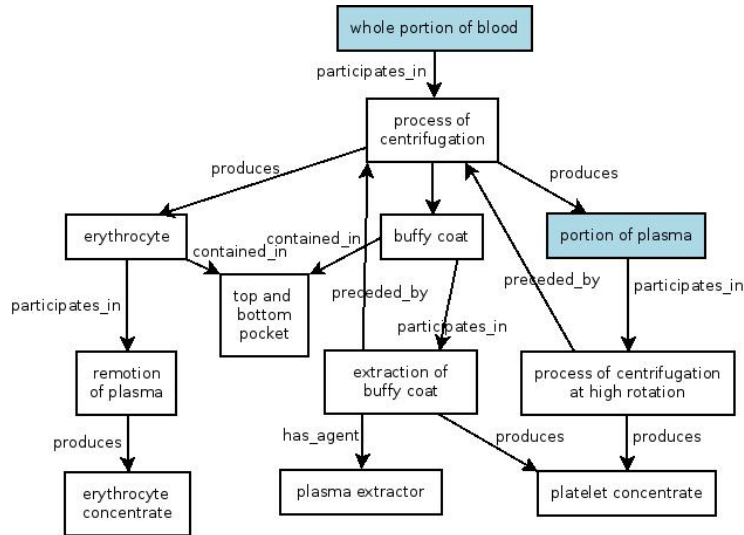 whole portion of blood
participates_in
process of
centrifugation
produces
produces
erythrocyte
contained_in
contained_in
buffy coat
portion of plasma
top and
bottom
pocket
preceded_by
preceded_by
participates_in
participates_in
participates_in
remotion
of plasma
extraction of
buffy coat
process of centrifugation
at high rotation
produces
has_agent
produces
produces
erythrocyte
concentrate
plasma extractor
platelet concentrate